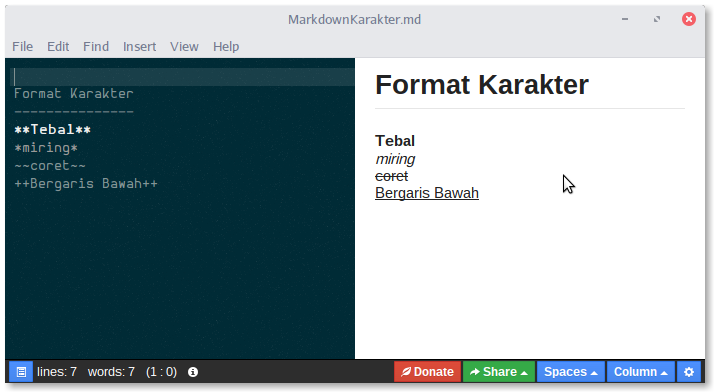 MarkdownKarakter.md
File Edit Find Insert View Help
Format Karakter
---------------
**Tebal**
*miring*
~~coret~~
++Bergaris Bawah++
Format Karakter
Tebal
miring
coret
Bergaris Bawah
lines: 7 words: 7 (1 : 0) Donate Share Spaces Column